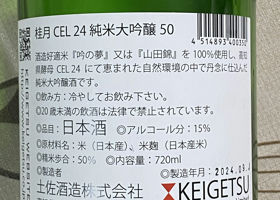 桂月 CEL 24 純米大吟醸 50
4 514893 400350
酒造好適米『吟の夢』又は『山田錦』を100％使用し、高知
県酵母 CEL 24 にて恵まれた自然環境の中で丹念に仕込んだ
純米大吟醸酒です。
飲み方:冷やしてお飲み下さい。
○20歳未満の飲酒は法律で禁止されています。
品目:日本酒 ○アルコール分:15％
原材料名:米(日本産)、米麹(日本産米)
精米歩合:50％ ○内容量:720ml
○製造年月:2024.09.
土佐酒造株式会社
KEIGETSU